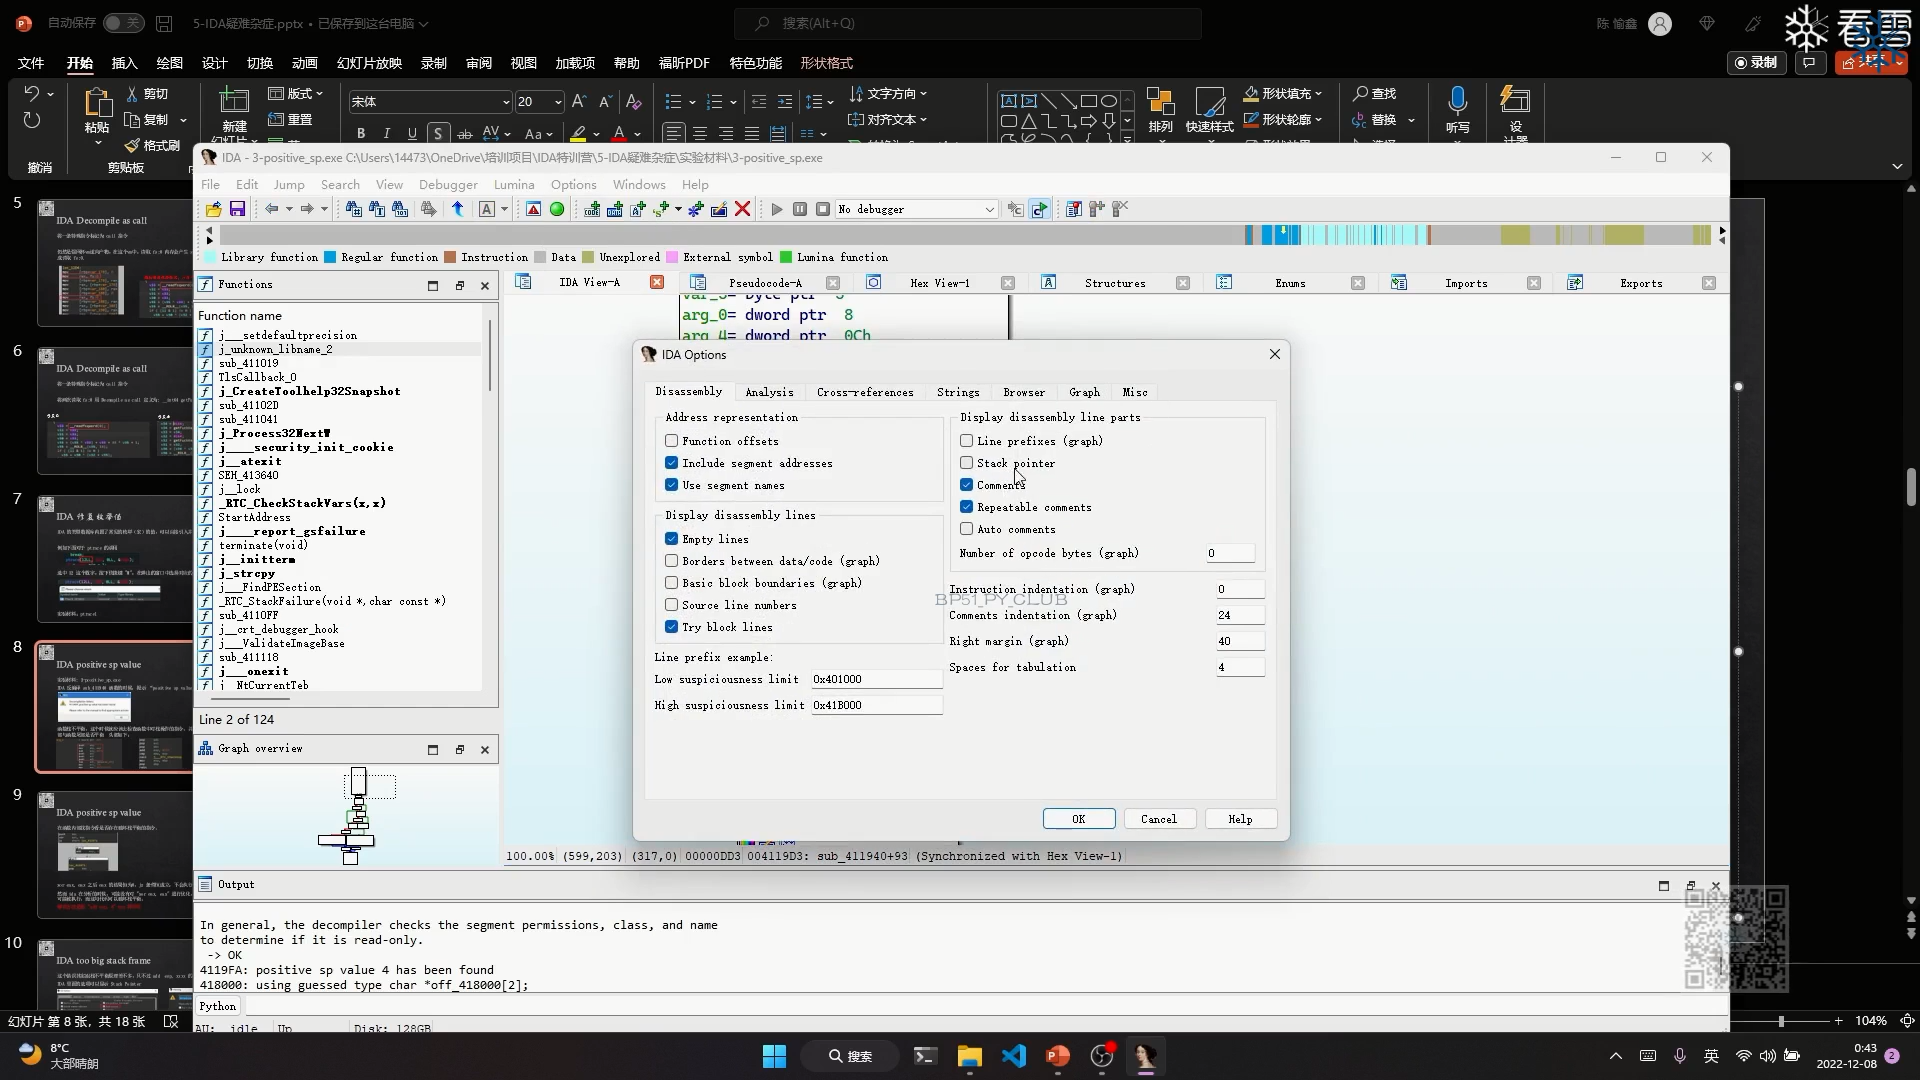 自动保存 关 5-IDA疑难杂症.pptx • 已保存到这台电脑 搜索(Alt+Q) 陈 愉鑫 看雪
文件 开始 插入 绘图 设计 切换 动画 幻灯片放映 录制 审阅 视图 加载项 帮助 福昕PDF 特色功能 形状格式 录制 共享
粘贴 剪切 复制 格式刷 新建 版式 重置 宋体 20 文字方向 对齐文本 排列 快速样式 形状填充 形状轮廓 查找 替换 听写 设
撤消 剪贴板
IDA - 3-positive_sp.exe C:\Users\14473\OneDrive\培训项目\IDA特训营\5-IDA疑难杂症\实验材料\3-positive_sp.exe
File Edit Jump Search View Debugger Lumina Options Windows Help
No debugger
Library function Regular function Instruction Data Unexplored External symbol Lumina function
Functions
IDA View-A Pseudocode-A Hex View-1 Structures Enums Imports Exports
Function name
j___setdefaultprecision
j_unknown_libname_2
sub_411019
TlsCallback_0
j_CreateToolhelp32Snapshot
sub_41102D
sub_411041
j_Process32NextW
j____security_init_cookie
j__atexit
SEH_413640
j__lock
_RTC_CheckStackVars(x,x)
StartAddress
j____report_gsfailure
terminate(void)
j__initterm
j_strcpy
j___FindPESection
_RTC_StackFailure(void *,char const *)
sub_4110FF
j__crt_debugger_hook
j___ValidateImageBase
sub_411118
j___onexit
j_NtCurrentTeb
Line 2 of 124
Graph overview
arg_0= dword ptr 8
arg_4= dword ptr 0Ch
IDA Options
Disassembly Analysis Cross-references Strings Browser Graph Misc
Address representation
Function offsets
Include segment addresses
Use segment names
Display disassembly lines
Empty lines
Borders between data/code (graph)
Basic block boundaries (graph)
Source line numbers
Try block lines
Line prefix example:
Low suspiciousness limit 0x401000
High suspiciousness limit 0x41B000
Display disassembly line parts
Line prefixes (graph)
Stack pointer
Comments
Repeatable comments
Auto comments
Number of opcode bytes (graph) 0
Instruction indentation (graph) 0
BP51_PY_CLUB
Comments indentation (graph) 24
Right margin (graph) 40
Spaces for tabulation 4
OK Cancel Help
100.00% (599,203) (317,0) 00000DD3 004119D3: sub_411940+93 (Synchronized with Hex View-1)
Output
In general, the decompiler checks the segment permissions, class, and name
to determine if it is read-only.
-> OK
4119FA: positive sp value 4 has been found
418000: using guessed type char *off_418000[2];
Python
AU: idle Up Disk: 128GB
5
IDA Decompile as call
6
IDA Decompile as call
7
IDA 修复枚举值
8
IDA positive sp value
9
IDA positive sp value
10
IDA too big stack frame
幻灯片 第 8 张，共 18 张 104%
8°C
大部晴朗
搜索
英
0:43
2022-12-08
2